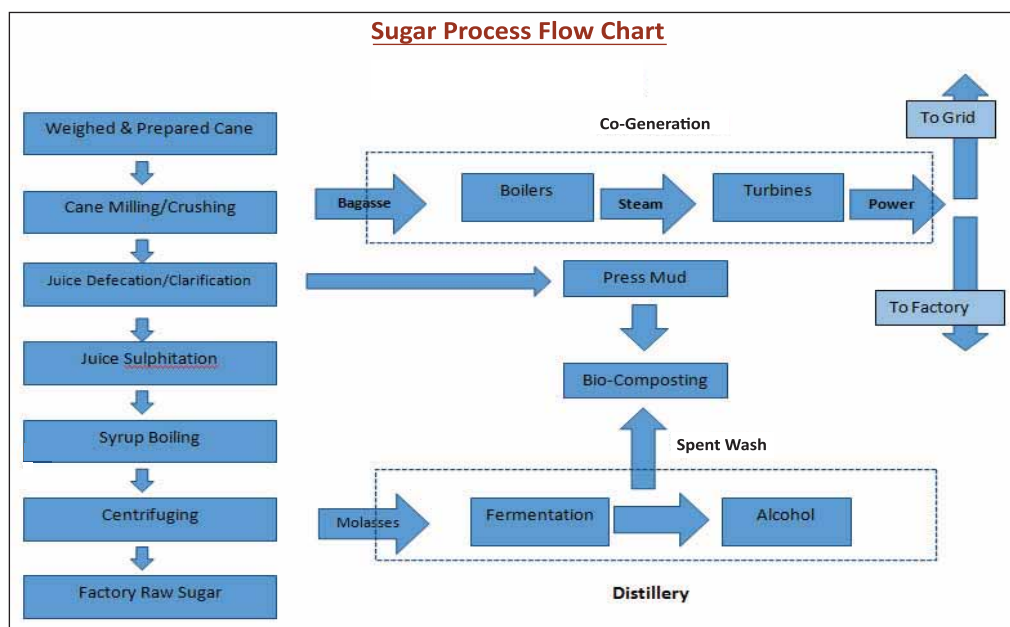 Sugar Process Flow Chart
Weighed & Prepared Cane
Cane Milling/Crushing
Juice Defecation/Clarification
Juice Sulphitation
Syrup Boiling
Centrifuging
Factory Raw Sugar
Co-Generation
Bagasse
Boilers
Steam
Turbines
Power
To Grid
To Factory
Press Mud
Bio-Composting
Spent Wash
Molasses
Fermentation
Alcohol
Distillery